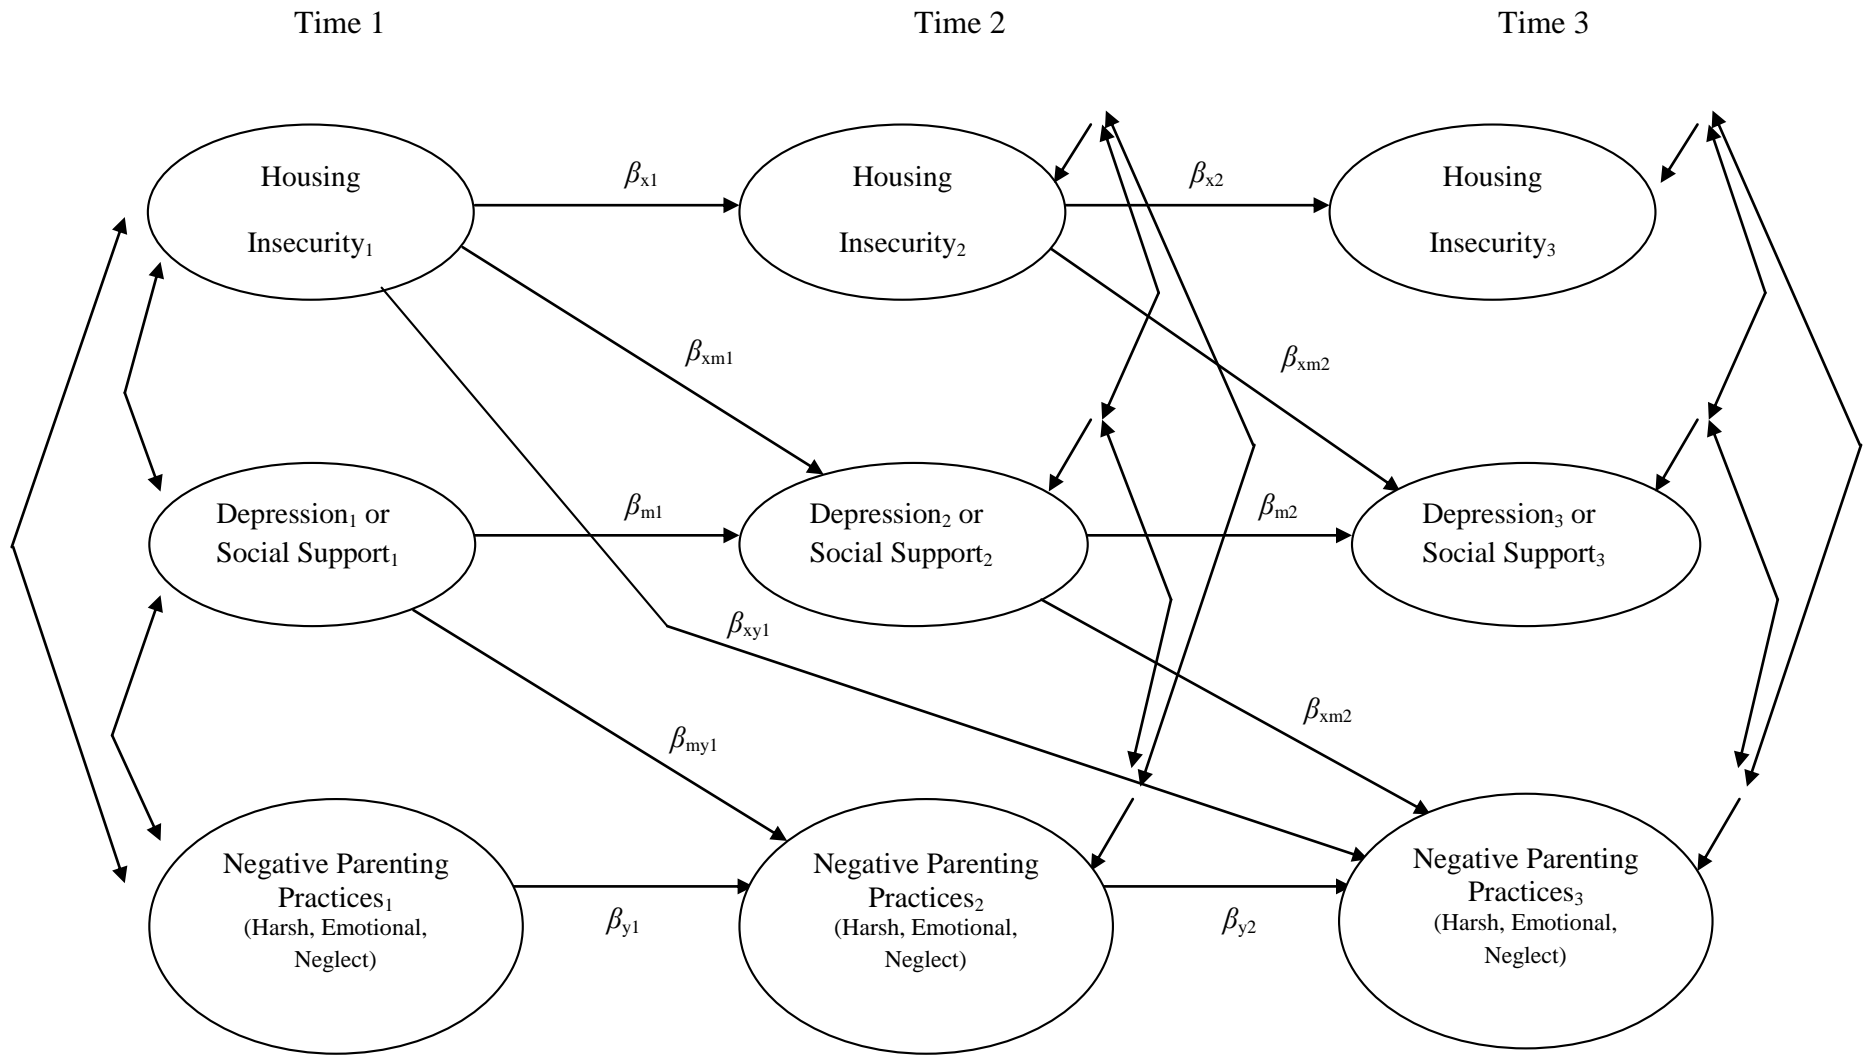 Time 1
Time 2
Time 3
Housing
Insecurity₁
βx1
Housing
Insecurity₂
βx2
Housing
Insecurity₃
βxm1
βxm2
Depression₁ or
Social Support₁
βm1
Depression₂ or
Social Support₂
βm2
Depression₃ or
Social Support₃
βxy1
βmy1
βxm2
Negative Parenting
Practices₁
(Harsh, Emotional,
Neglect)
βy1
Negative Parenting
Practices₂
(Harsh, Emotional,
Neglect)
βy2
Negative Parenting
Practices₃
(Harsh, Emotional,
Neglect)